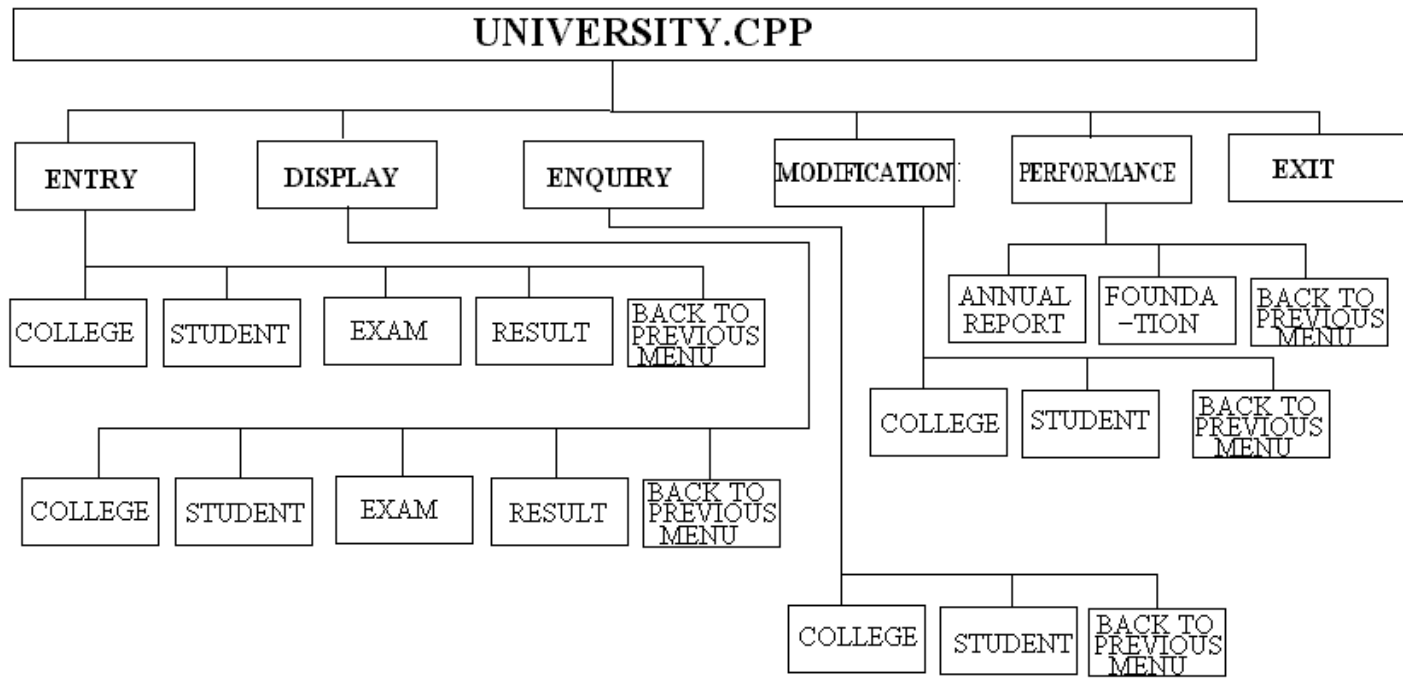 UNIVERSITY.CPP
ENTRY
DISPLAY
ENQUIRY
MODIFICATION
PERFORMANCE
EXIT
COLLEGE
STUDENT
EXAM
RESULT
BACK TO
PREVIOUS
MENU
ANNUAL
REPORT
FOUNDA
-TION
BACK TO
PREVIOUS
MENU
COLLEGE
STUDENT
BACK TO
PREVIOUS
MENU
COLLEGE
STUDENT
EXAM
RESULT
BACK TO
PREVIOUS
MENU
COLLEGE
STUDENT
BACK TO
PREVIOUS
MENU